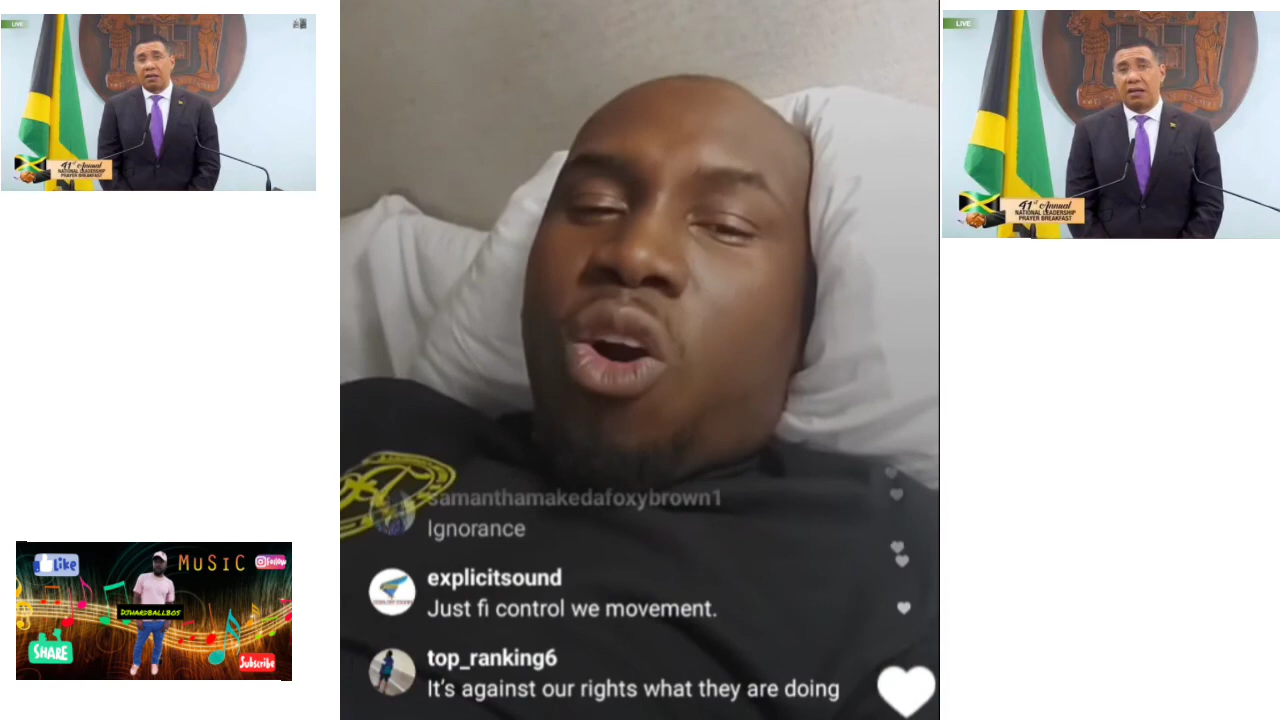 LIVE
41st Annual
NATIONAL LEADERSHIP
PRAYER BREAKFAST
LIVE
41st Annual
NATIONAL LEADERSHIP
PRAYER BREAKFAST
Like
MUSIC
Follow
DJHARDBALLBOS
SHARE
Subscribe
samanthamakedafoxybrown1
Ignorance
explicitsound
Just fi control we movement.
top_ranking6
It's against our rights what they are doing